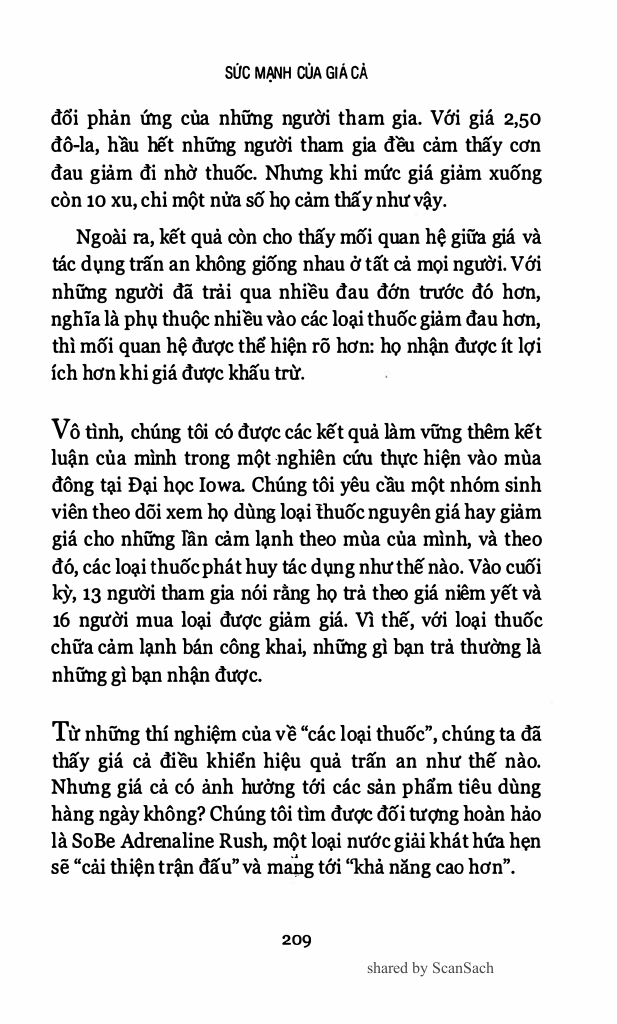 SỨC MẠNH CỦA GIÁ CẢ
đổi phản ứng của những người tham gia. Với giá 2,50
đô-la, hầu hết những người tham gia đều cảm thấy cơn
đau giảm đi nhờ thuốc. Nhưng khi mức giá giảm xuống
còn 10 xu, chỉ một nửa số họ cảm thấy như vậy.
Ngoài ra, kết quả còn cho thấy mối quan hệ giữa giá và
tác dụng trấn an không giống nhau ở tất cả mọi người. Với
những người đã trải qua nhiều đau đớn trước đó hơn,
nghĩa là phụ thuộc nhiều vào các loại thuốc giảm đau hơn,
thì mối quan hệ được thể hiện rõ hơn: họ nhận được ít lợi
ích hơn khi giá được khấu trừ.
Vô tình, chúng tôi có được các kết quả làm vững thêm kết
luận của mình trong một nghiên cứu thực hiện vào mùa
đông tại Đại học Iowa. Chúng tôi yêu cầu một nhóm sinh
viên theo dõi xem họ dùng loại thuốc nguyên giá hay giảm
giá cho những lần cảm lạnh theo mùa của mình, và theo
đó, các loại thuốc phát huy tác dụng như thế nào. Vào cuối
kỳ, 13 người tham gia nói rằng họ trả theo giá niêm yết và
16 người mua loại được giảm giá. Vì thế, với loại thuốc
chữa cảm lạnh bán công khai, những gì bạn trả thường là
những gì bạn nhận được.
Từ những thí nghiệm của về “các loại thuốc”, chúng ta đã
thấy giá cả điều khiển hiệu quả trấn an như thế nào.
Nhưng giá cả có ảnh hưởng tới các sản phẩm tiêu dùng
hàng ngày không? Chúng tôi tìm được đối tượng hoàn hảo
là SoBe Adrenaline Rush, một loại nước giải khát hứa hẹn
sẽ “cải thiện trận đấu” và mang tới “khả năng cao hơn”.
209
shared by ScanSach